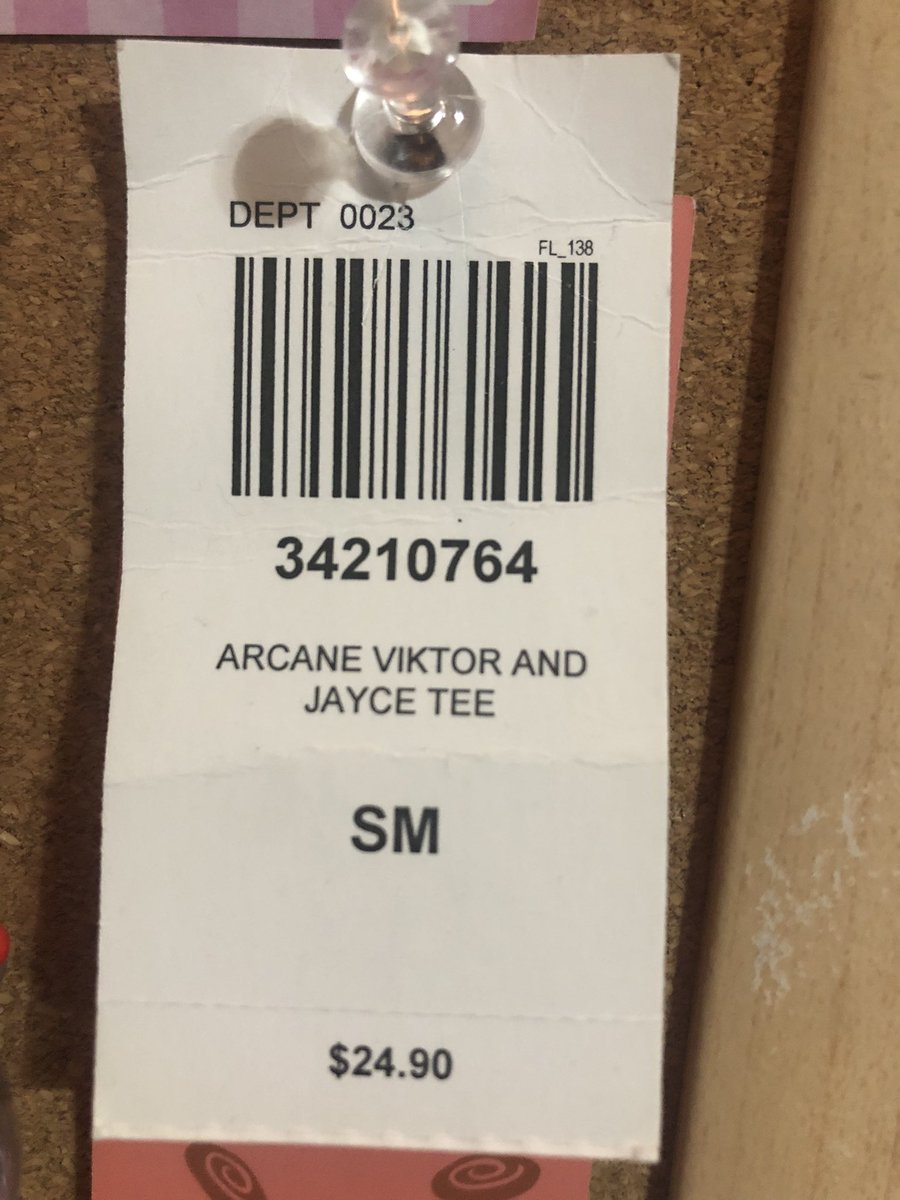 DEPT 0023
FL_138
34210764
ARCANE VIKTOR AND
JAYCE TEE
SM
$24.90